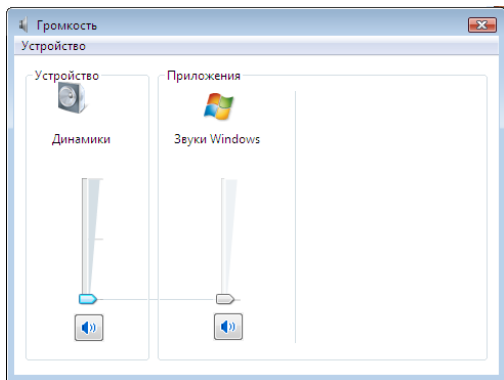 Громкость
Устройство
Устройство
Приложения
Динамики
Звуки Windows